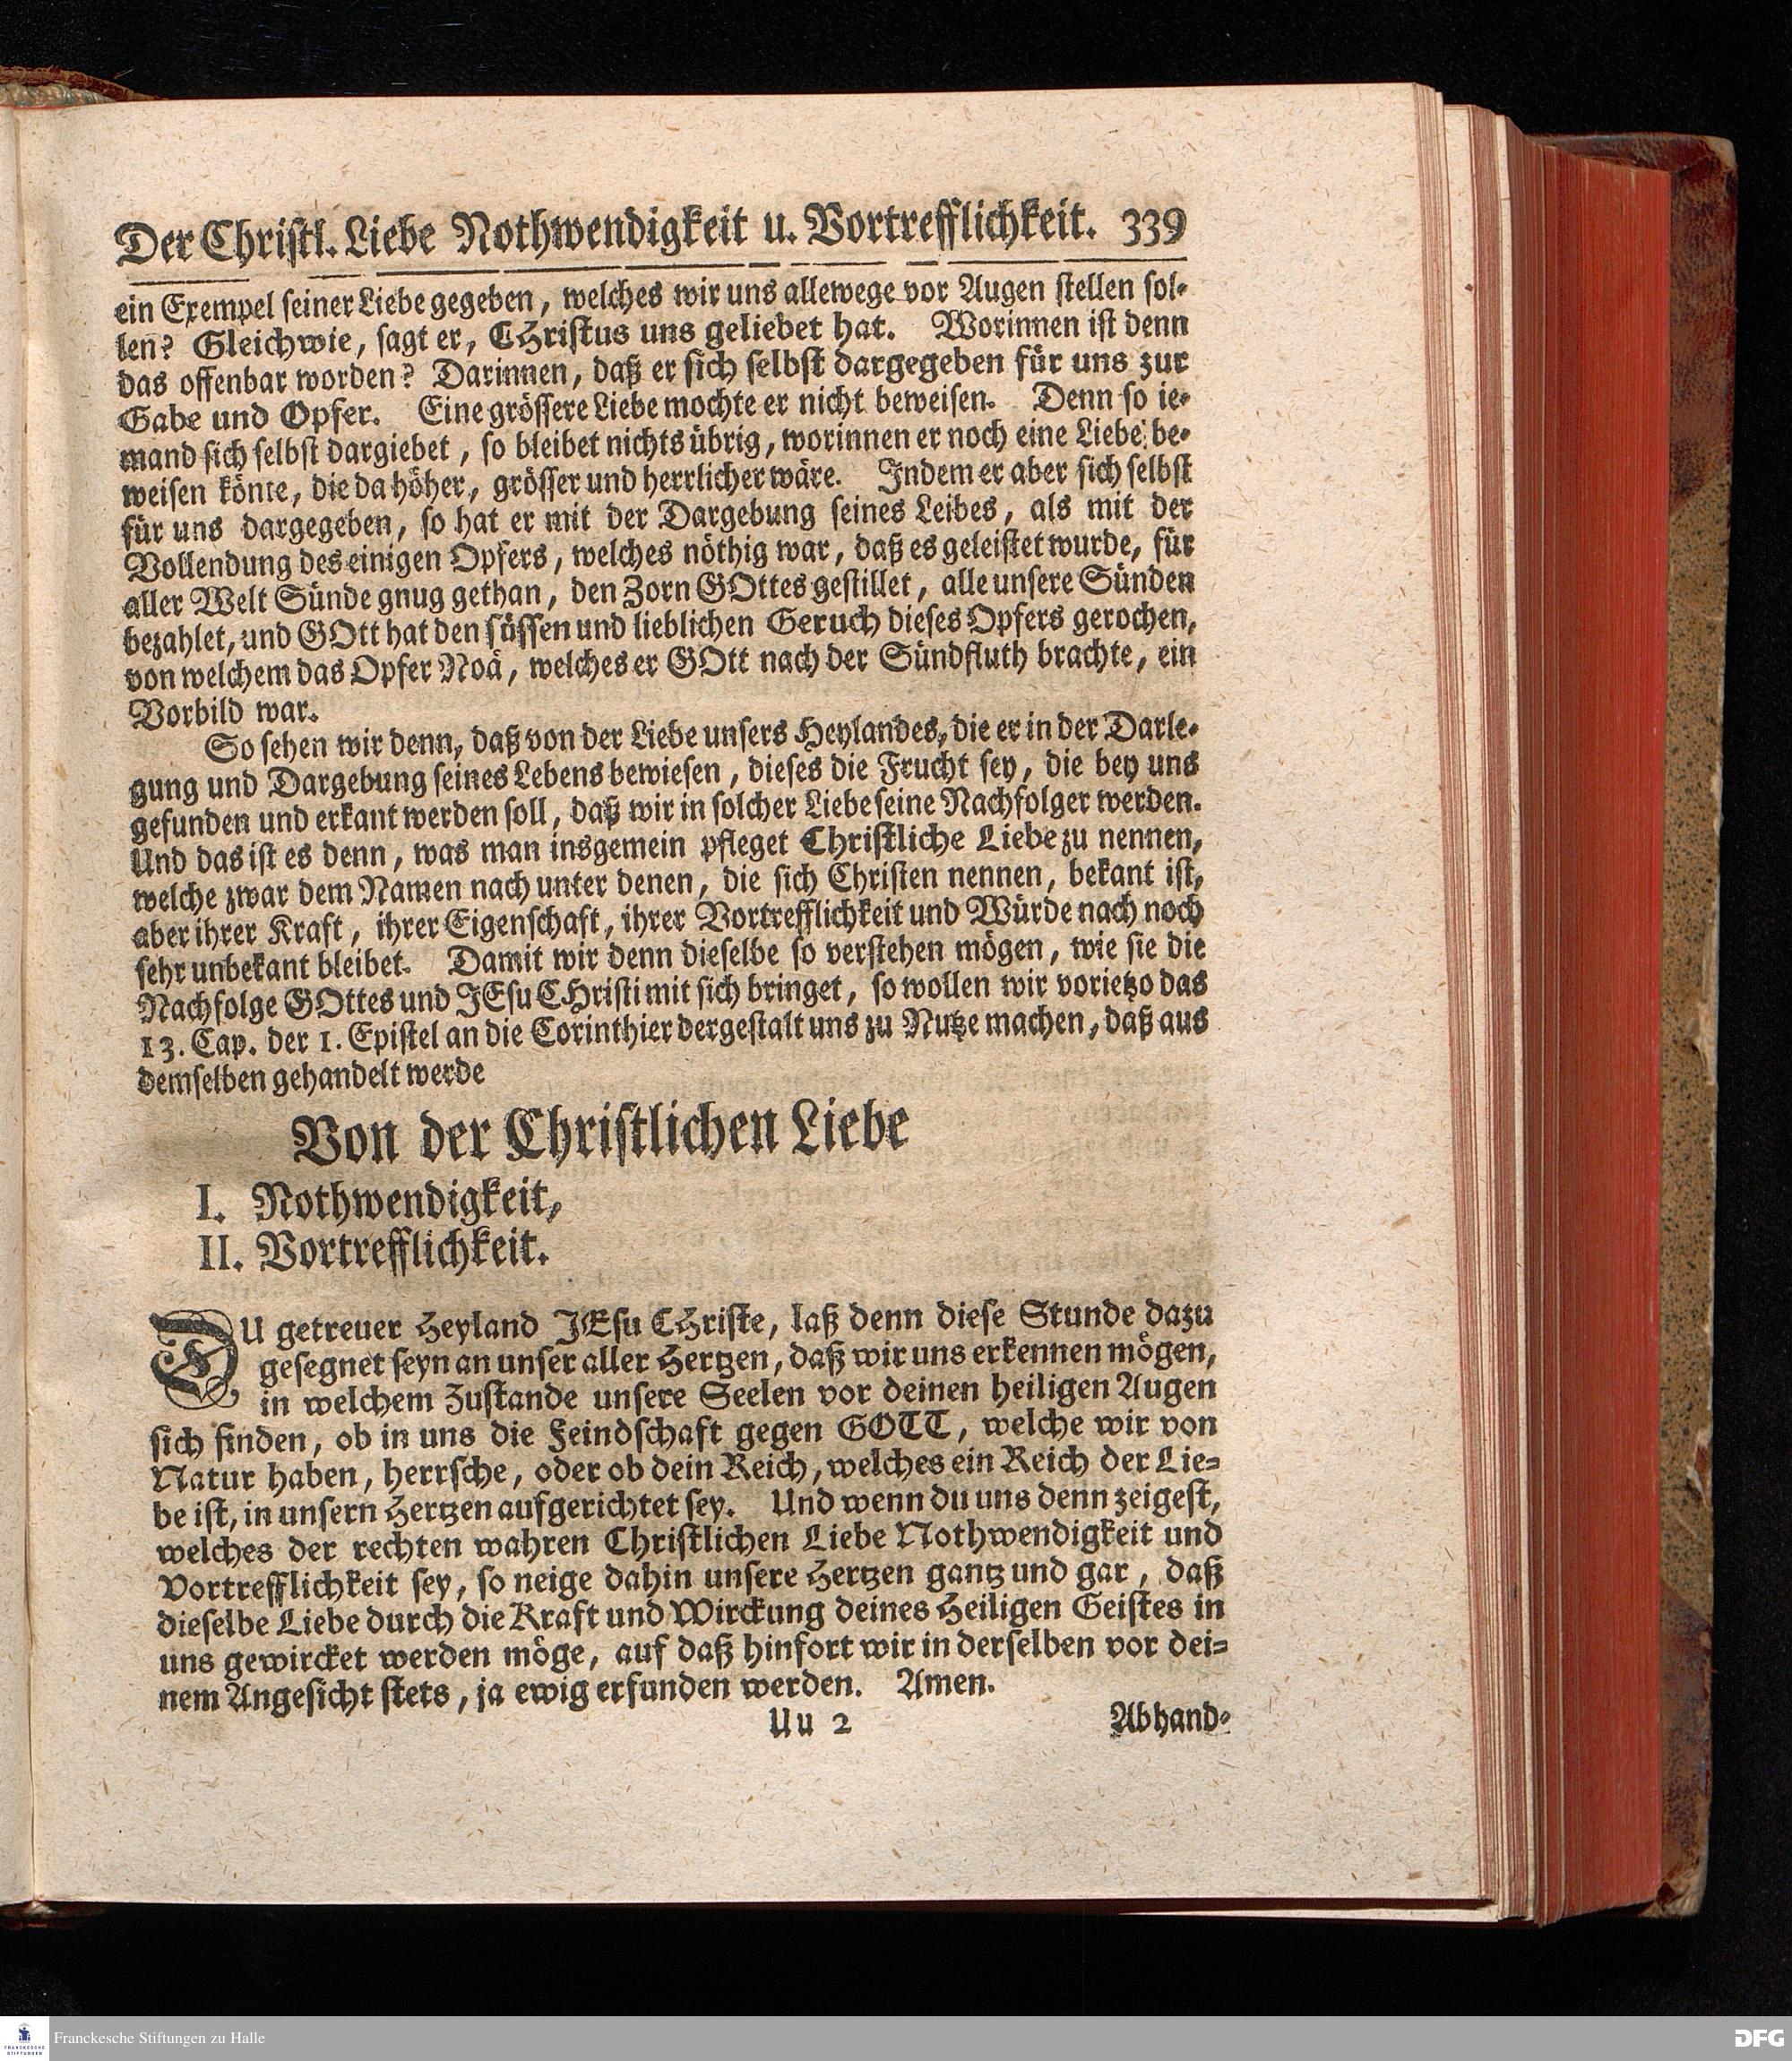 Der Christl. Liebe Nothwendigkeit u. Vortrefflichkeit. 339
ein Exempel seiner Liebe gegeben, welches wir uns allewege vor Augen stellen sol-
len? Gleichwie, sagt er, CHristus uns geliebet hat. Worinnen ist denn
das offenbar worden? Darinnen, daß er sich selbst dargegeben für uns zur
Gabe und Opfer. Eine grössere Liebe mochte er nicht beweisen. Denn so ie-
mand sich selbst dargiebet, so bleibet nichts übrig, worinnen er noch eine Liebe be-
weisen könte, die da höher, grösser und herrlicher wäre. Indem er aber sich selbst
für uns dargegeben, so hat er mit der Dargebung seines Leibes, als mit der
Vollendung des einigen Opfers, welches nöthig war, daß es geleistet wurde, für
aller Welt Sünde gnug gethan, den Zorn GOttes gestillet, alle unsere Sünden
bezahlet, und GOtt hat den süssen und lieblichen Geruch dieses Opfers gerochen,
von welchem das Opfer Noä, welches er GOtt nach der Sündfluth brachte, ein
Vorbild war.
So sehen wir denn, daß von der Liebe unsers Heylandes, die er in der Darle-
gung und Dargebung seines Lebens bewiesen, dieses die Frucht sey, die bey uns
gefunden und erkant werden soll, daß wir in solcher Liebe seine Nachfolger werden.
Und das ist es denn, was man insgemein pfleget Christliche Liebe zu nennen,
welche zwar dem Namen nach unter denen, die sich Christen nennen, bekant ist,
aber ihrer Kraft, ihrer Eigenschaft, ihrer Vortrefflichkeit und Würde nach noch
sehr unbekant bleibet. Damit wir denn dieselbe so verstehen mögen, wie sie die
Nachfolge GOttes und JEsu CHristi mit sich bringet, so wollen wir vorietzo das
13. Cap. der 1. Epistel an die Corinthier dergestalt uns zu Nutze machen, daß aus
demselben gehandelt werde
Von der Christlichen Liebe
I. Nothwendigkeit,
II. Vortrefflichkeit.
DU getreuer Heyland JEsu CHriste, laß denn diese Stunde dazu
gesegnet seyn an unser aller Hertzen, daß wir uns erkennen mögen,
in welchem Zustande unsere Seelen vor deinen heiligen Augen
sich finden, ob in uns die Feindschaft gegen GOTT, welche wir von
Natur haben, herrsche, oder ob dein Reich, welches ein Reich der Lie-
be ist, in unsern Hertzen aufgerichtet sey. Und wenn du uns denn zeigest,
welches der rechten wahren Christlichen Liebe Nothwendigkeit und
Vortrefflichkeit sey, so neige dahin unsere Hertzen gantz und gar, daß
dieselbe Liebe durch die Kraft und Wirckung deines Heiligen Geistes in
uns gewircket werden möge, auf daß hinfort wir in derselben vor dei-
nem Angesicht stets, ja ewig erfunden werden. Amen.
Uu 2 Abhand-
FRANCKESCHE STIFTUNGEN
Franckesche Stiftungen zu Halle
DFG